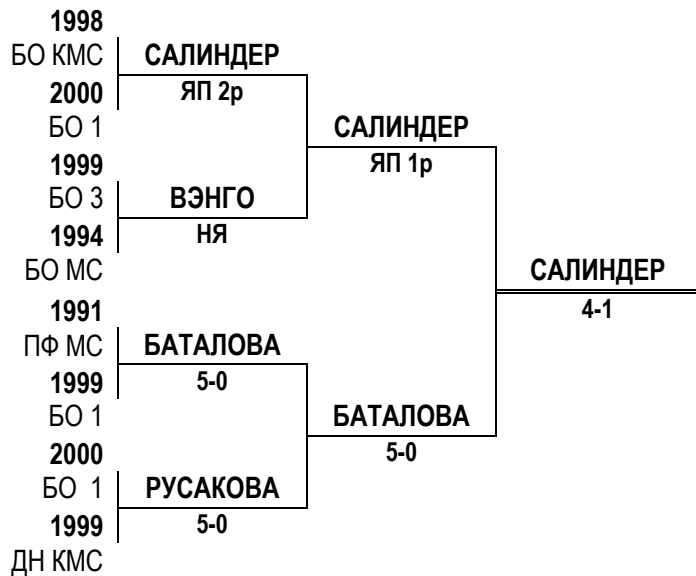 1998
БО КМС
САЛИНДЕР
2000
ЯП 2р
БО 1
САЛИНДЕР
1999
ЯП 1р
БО 3
ВЭНГО
1994
НЯ
БО МС
САЛИНДЕР
1991
4-1
ПФ МС
БАТАЛОВА
1999
5-0
БО 1
БАТАЛОВА
2000
5-0
БО 1
РУСАКОВА
1999
5-0
ДН КМС